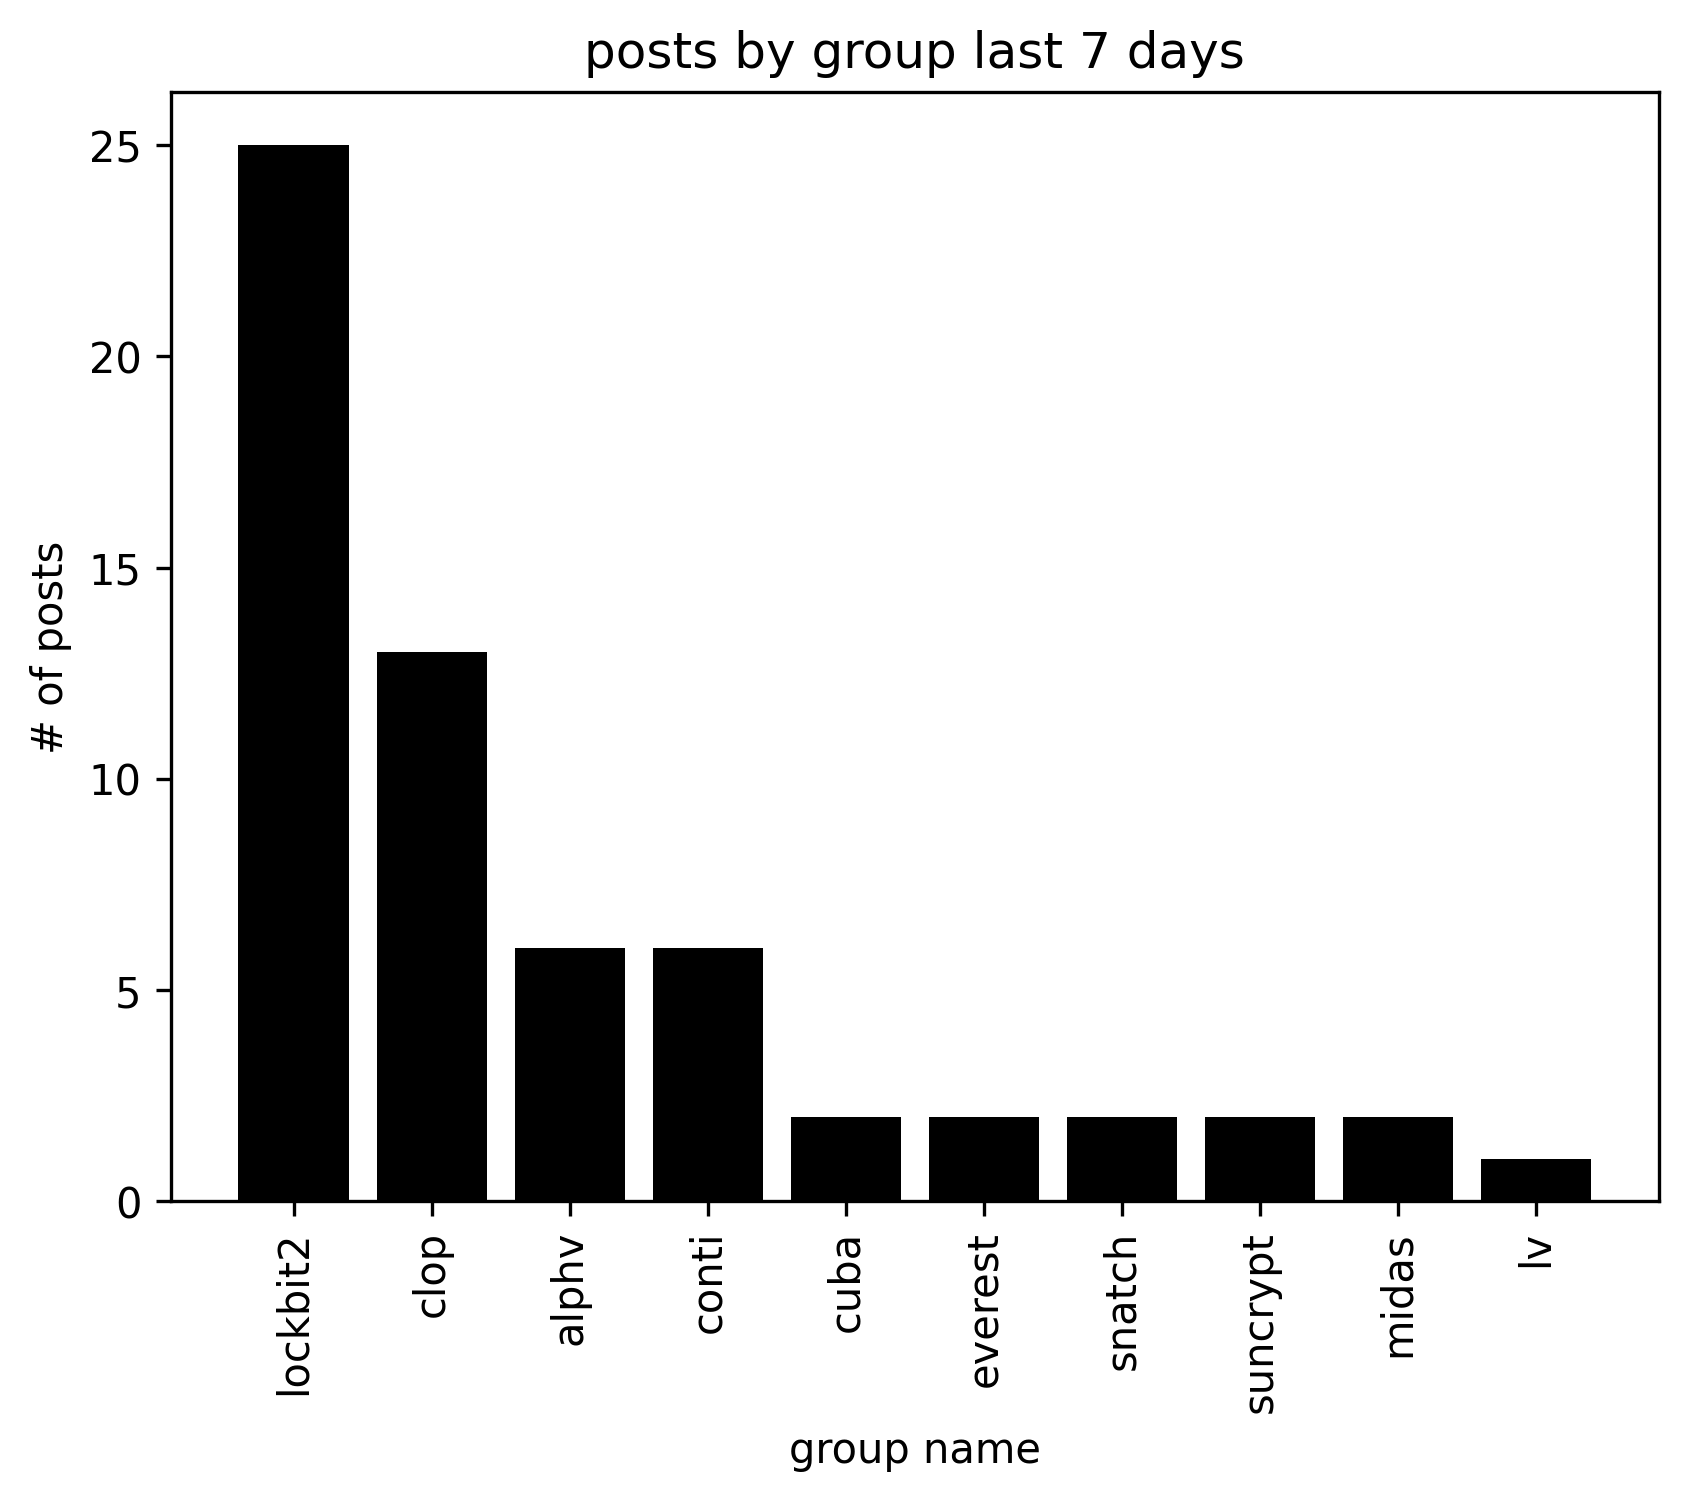 posts by group last 7 days
25
20
15
10
5
0
# of posts
lockbit2
clop
alphv
conti
cuba
everest
snatch
suncrypt
midas
lv
group name